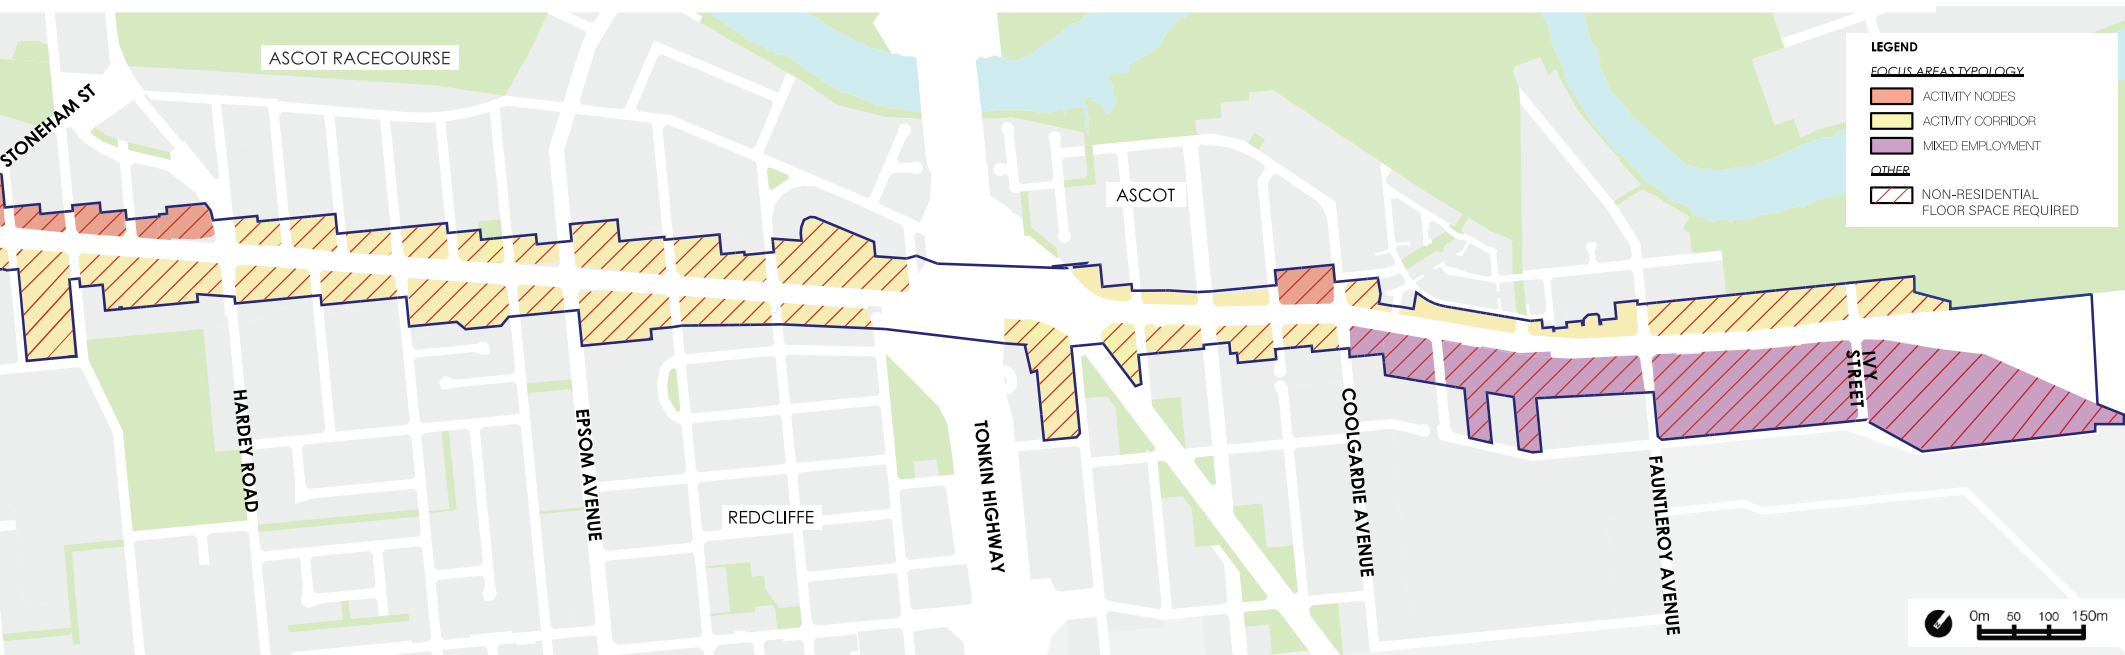 ASCOT RACECOURSE
STONEHAM ST
ASCOT
LEGEND
FOCUS AREAS TYPOLOGY
ACTIVITY NODES
ACTIVITY CORRIDOR
MIXED EMPLOYMENT
OTHER
NON-RESIDENTIAL
FLOOR SPACE REQUIRED
HARDEY ROAD
EPSOM AVENUE
REDCLIFFE
TONKIN HIGHWAY
COOLGARDIE AVENUE
FAUNTLEROY AVENUE
IVY
STREET
0m 50 100 150m